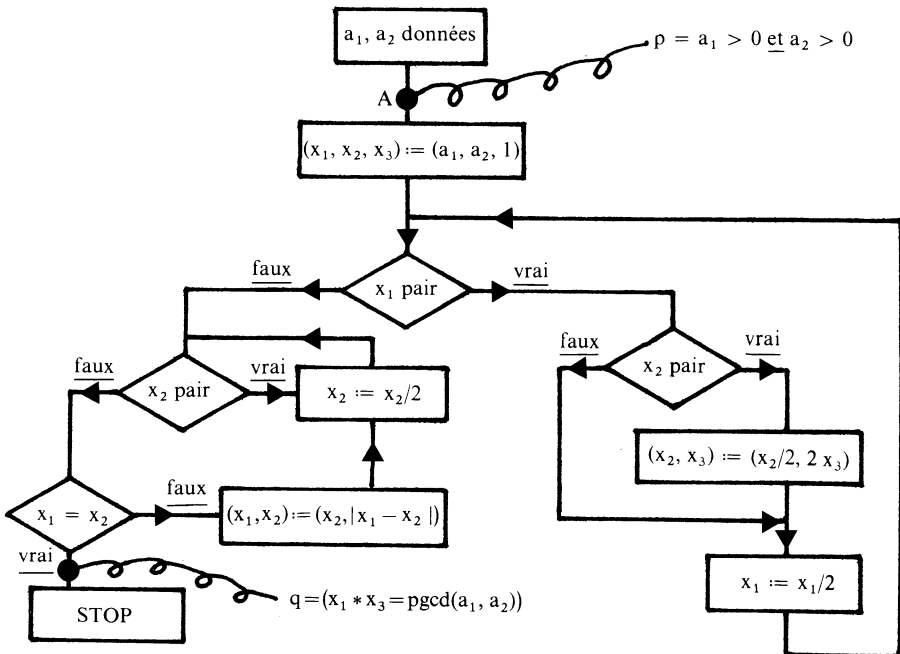 a₁, a₂ données
p = a₁ > 0 et a₂ > 0
A
(x₁, x₂, x₃) := (a₁, a₂, 1)
faux
vrai
x₁ pair
faux
vrai
x₂ pair
x₂ := x₂/2
faux
vrai
x₂ pair
(x₂, x₃) := (x₂/2, 2 x₃)
x₁ = x₂
faux
(x₁,x₂):=(x₂,|x₁ − x₂|)
vrai
x₁ := x₁/2
STOP
q=(x₁ * x₃=pgcd(a₁, a₂))